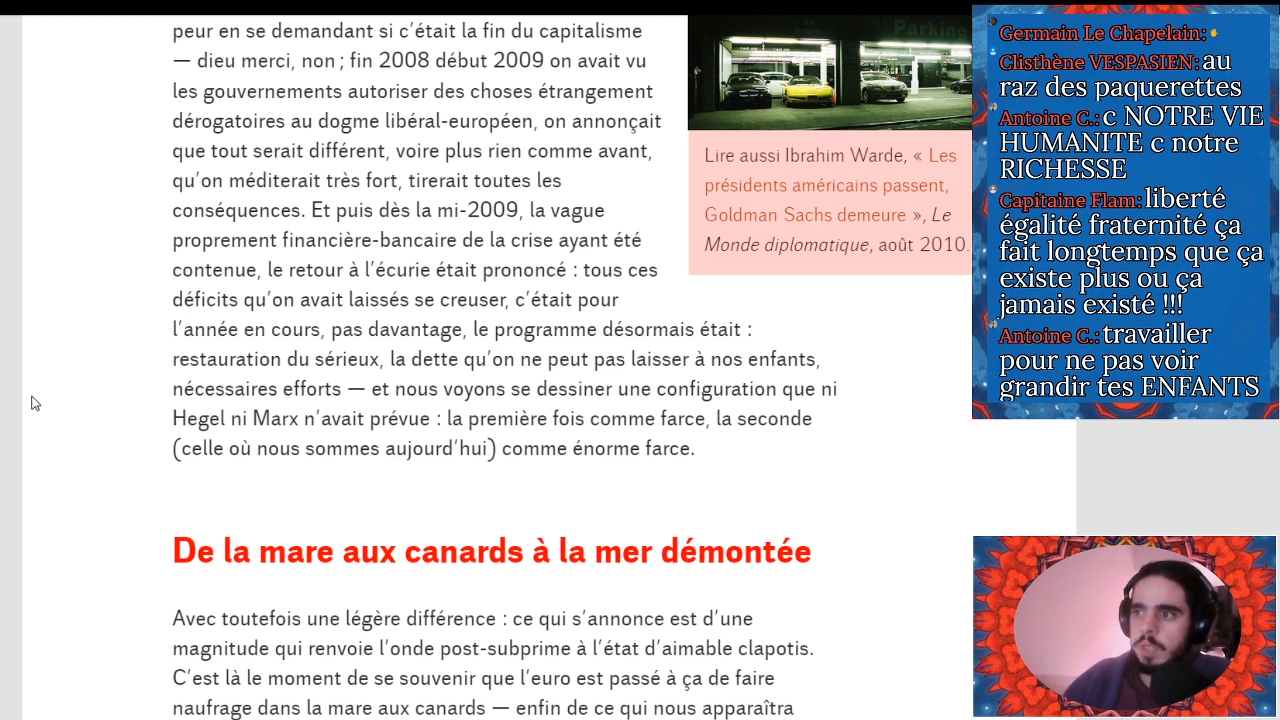 peur en se demandant si c’était la fin du capitalisme
— dieu merci, non ; fin 2008 début 2009 on avait vu
les gouvernements autoriser des choses étrangement
dérogatoires au dogme libéral-européen, on annonçait
que tout serait différent, voire plus rien comme avant,
qu’on méditerait très fort, tirerait toutes les
conséquences. Et puis dès la mi-2009, la vague
proprement financière-bancaire de la crise ayant été
contenue, le retour à l’écurie était prononcé : tous ces
déficits qu’on avait laissés se creuser, c’était pour
l’année en cours, pas davantage, le programme désormais était :
restauration du sérieux, la dette qu’on ne peut pas laisser à nos enfants,
nécessaires efforts — et nous voyons se dessiner une configuration que ni
Hegel ni Marx n’avait prévue : la première fois comme farce, la seconde
(celle où nous sommes aujourd’hui) comme énorme farce.
De la mare aux canards à la mer démontée
Avec toutefois une légère différence : ce qui s’annonce est d’une
magnitude qui renvoie l’onde post-subprime à l’état d’aimable clapotis.
C’est là le moment de se souvenir que l’euro est passé à ça de faire
naufrage dans la mare aux canards — enfin de ce qui nous apparaîtra
Parking
Lire aussi Ibrahim Warde, « Les
présidents américains passent,
Goldman Sachs demeure », Le
Monde diplomatique, août 2010.
Germain Le Chapelain:
Clisthène VESPASIEN: au
raz des paquerettes
Antoine C.: c NOTRE VIE
HUMANITE c notre
RICHESSE
Capitaine Flam: liberté
égalité fraternité ça
fait longtemps que ça
existe plus ou ça
jamais existé !!!
Antoine C.: travailler
pour ne pas voir
grandir tes ENFANTS